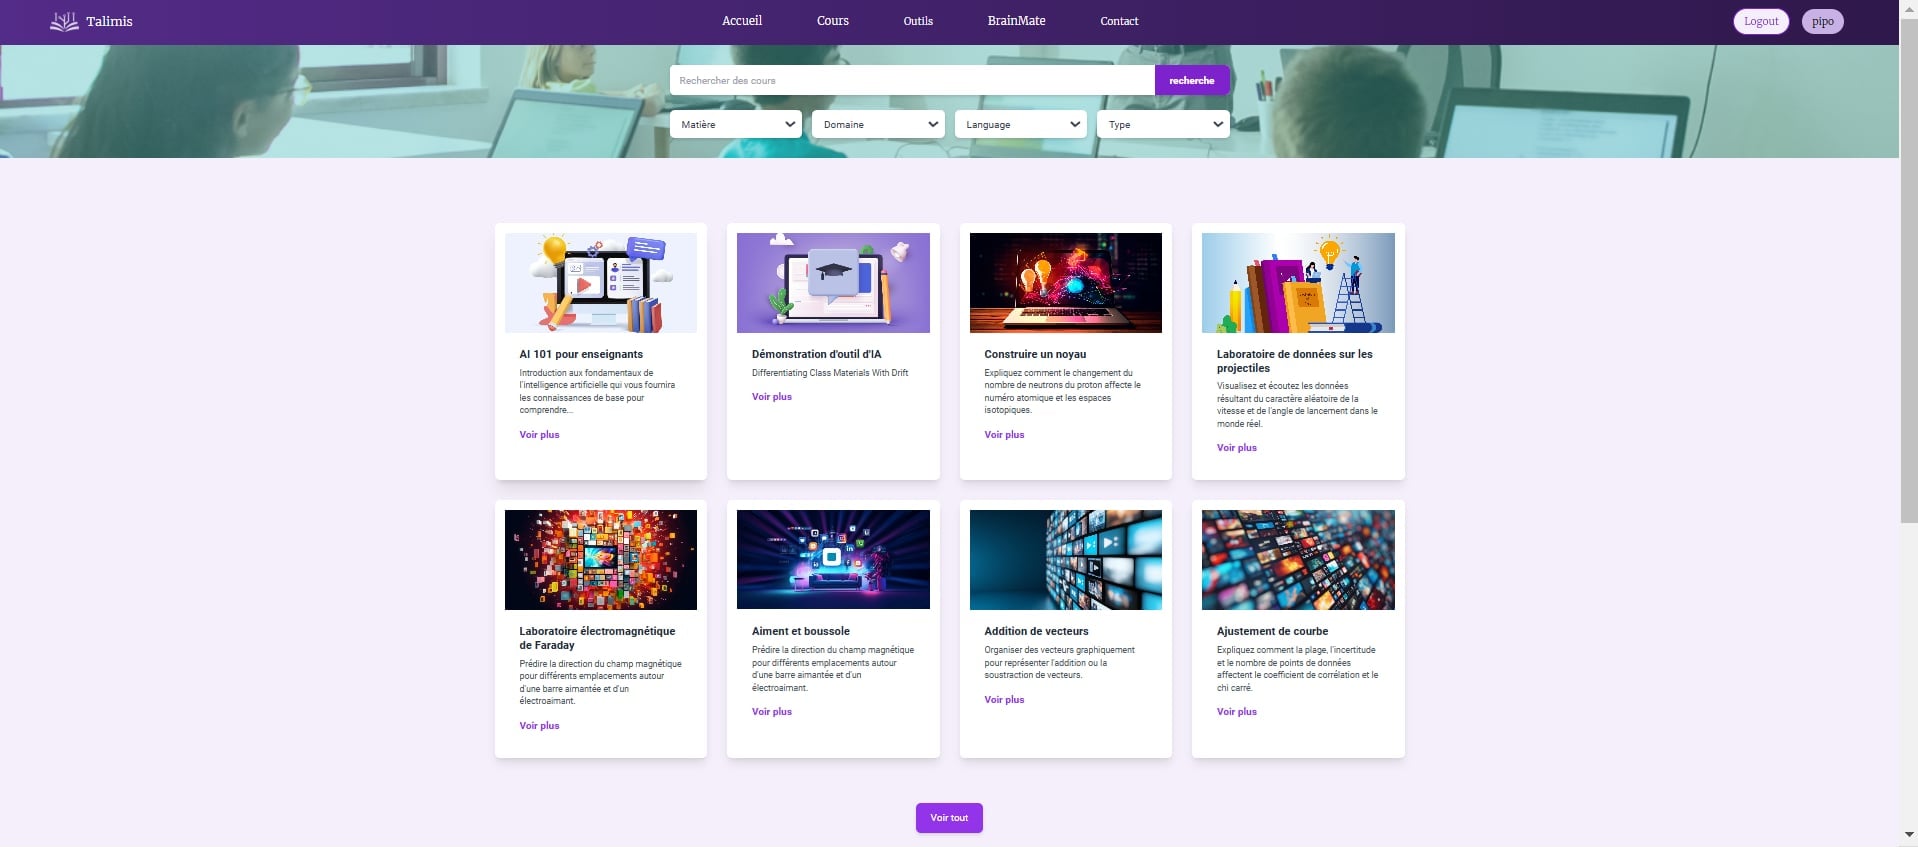 Talimis
Accueil
Cours
Outils
BrainMate
Contact
Logout
pipo
Rechercher des cours
recherche
Matière
Domaine
Language
Type
AI 101 pour enseignants
Introduction aux fondamentaux de
l'intelligence artificielle qui vous fournira
les connaissances de base pour
comprendre...
Voir plus
Démonstration d'outil d'IA
Differentiating Class Materials With Drift
Voir plus
Construire un noyau
Expliquez comment le changement du
nombre de neutrons du proton affecte le
numéro atomique et les espaces
isotopiques.
Voir plus
Laboratoire de données sur les
projectiles
Visualisez et écoutez les données
résultant du caractère aléatoire de la
vitesse et de l'angle de lancement dans le
monde réel.
Voir plus
Laboratoire électromagnétique
de Faraday
Prédire la direction du champ magnétique
pour différents emplacements autour
d'une barre aimantée et d'un
électroaimant.
Voir plus
Aiment et boussole
Prédire la direction du champ magnétique
pour différents emplacements autour
d'une barre aimantée et d'un
électroaimant.
Voir plus
Addition de vecteurs
Organiser des vecteurs graphiquement
pour représenter l'addition ou la
soustraction de vecteurs.
Voir plus
Ajustement de courbe
Expliquez comment la plage, l'incertitude
et le nombre de points de données
affectent le coefficient de corrélation et le
chi carré.
Voir plus
Voir tout